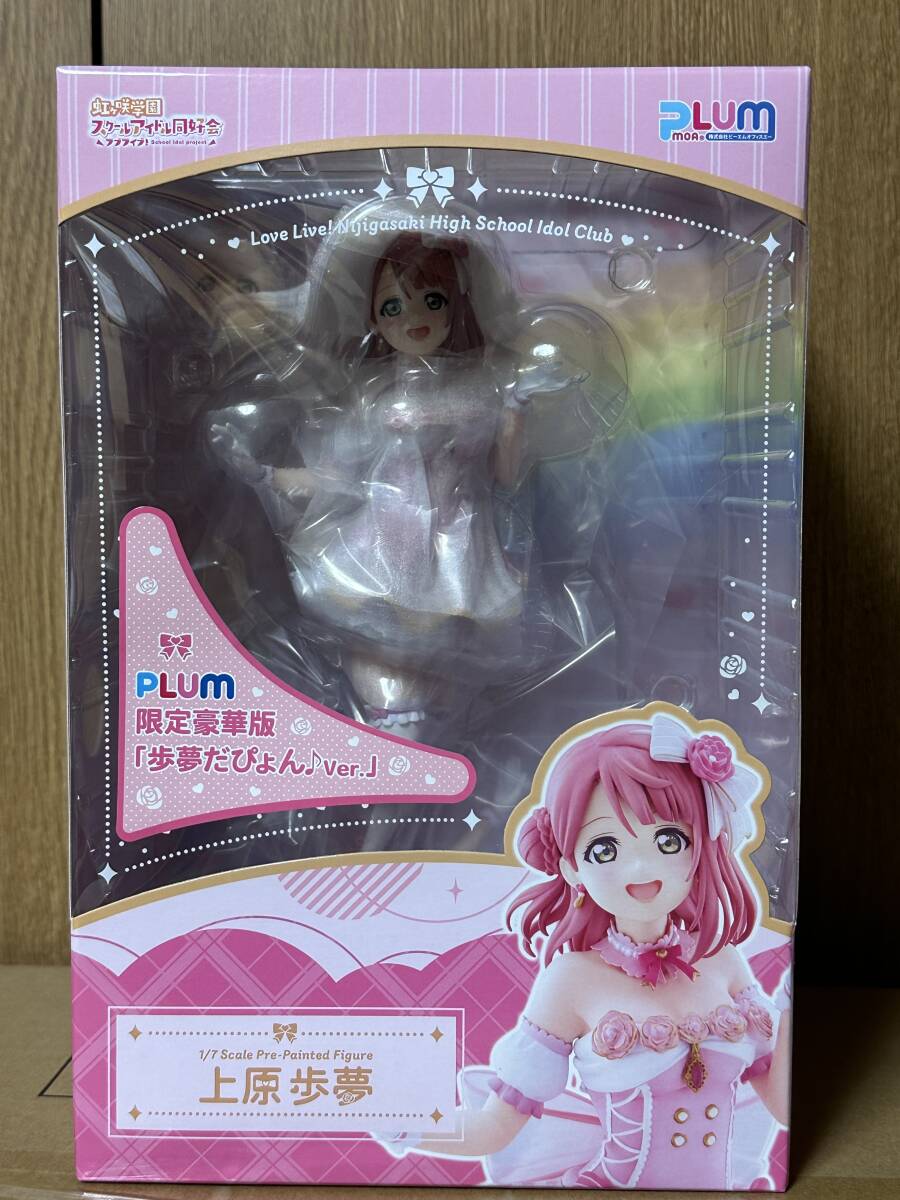 虹ヶ咲学園
スクールアイドル同好会
ラブライブ! School idol project
PLUM
MOA®
株式会社ピーエムオフィスエー
Love Live! Nijigasaki High School Idol Club
PLUM
限定豪華版
「歩夢だぴょん♪Ver.」
1/7 Scale Pre-Painted Figure
上原歩夢